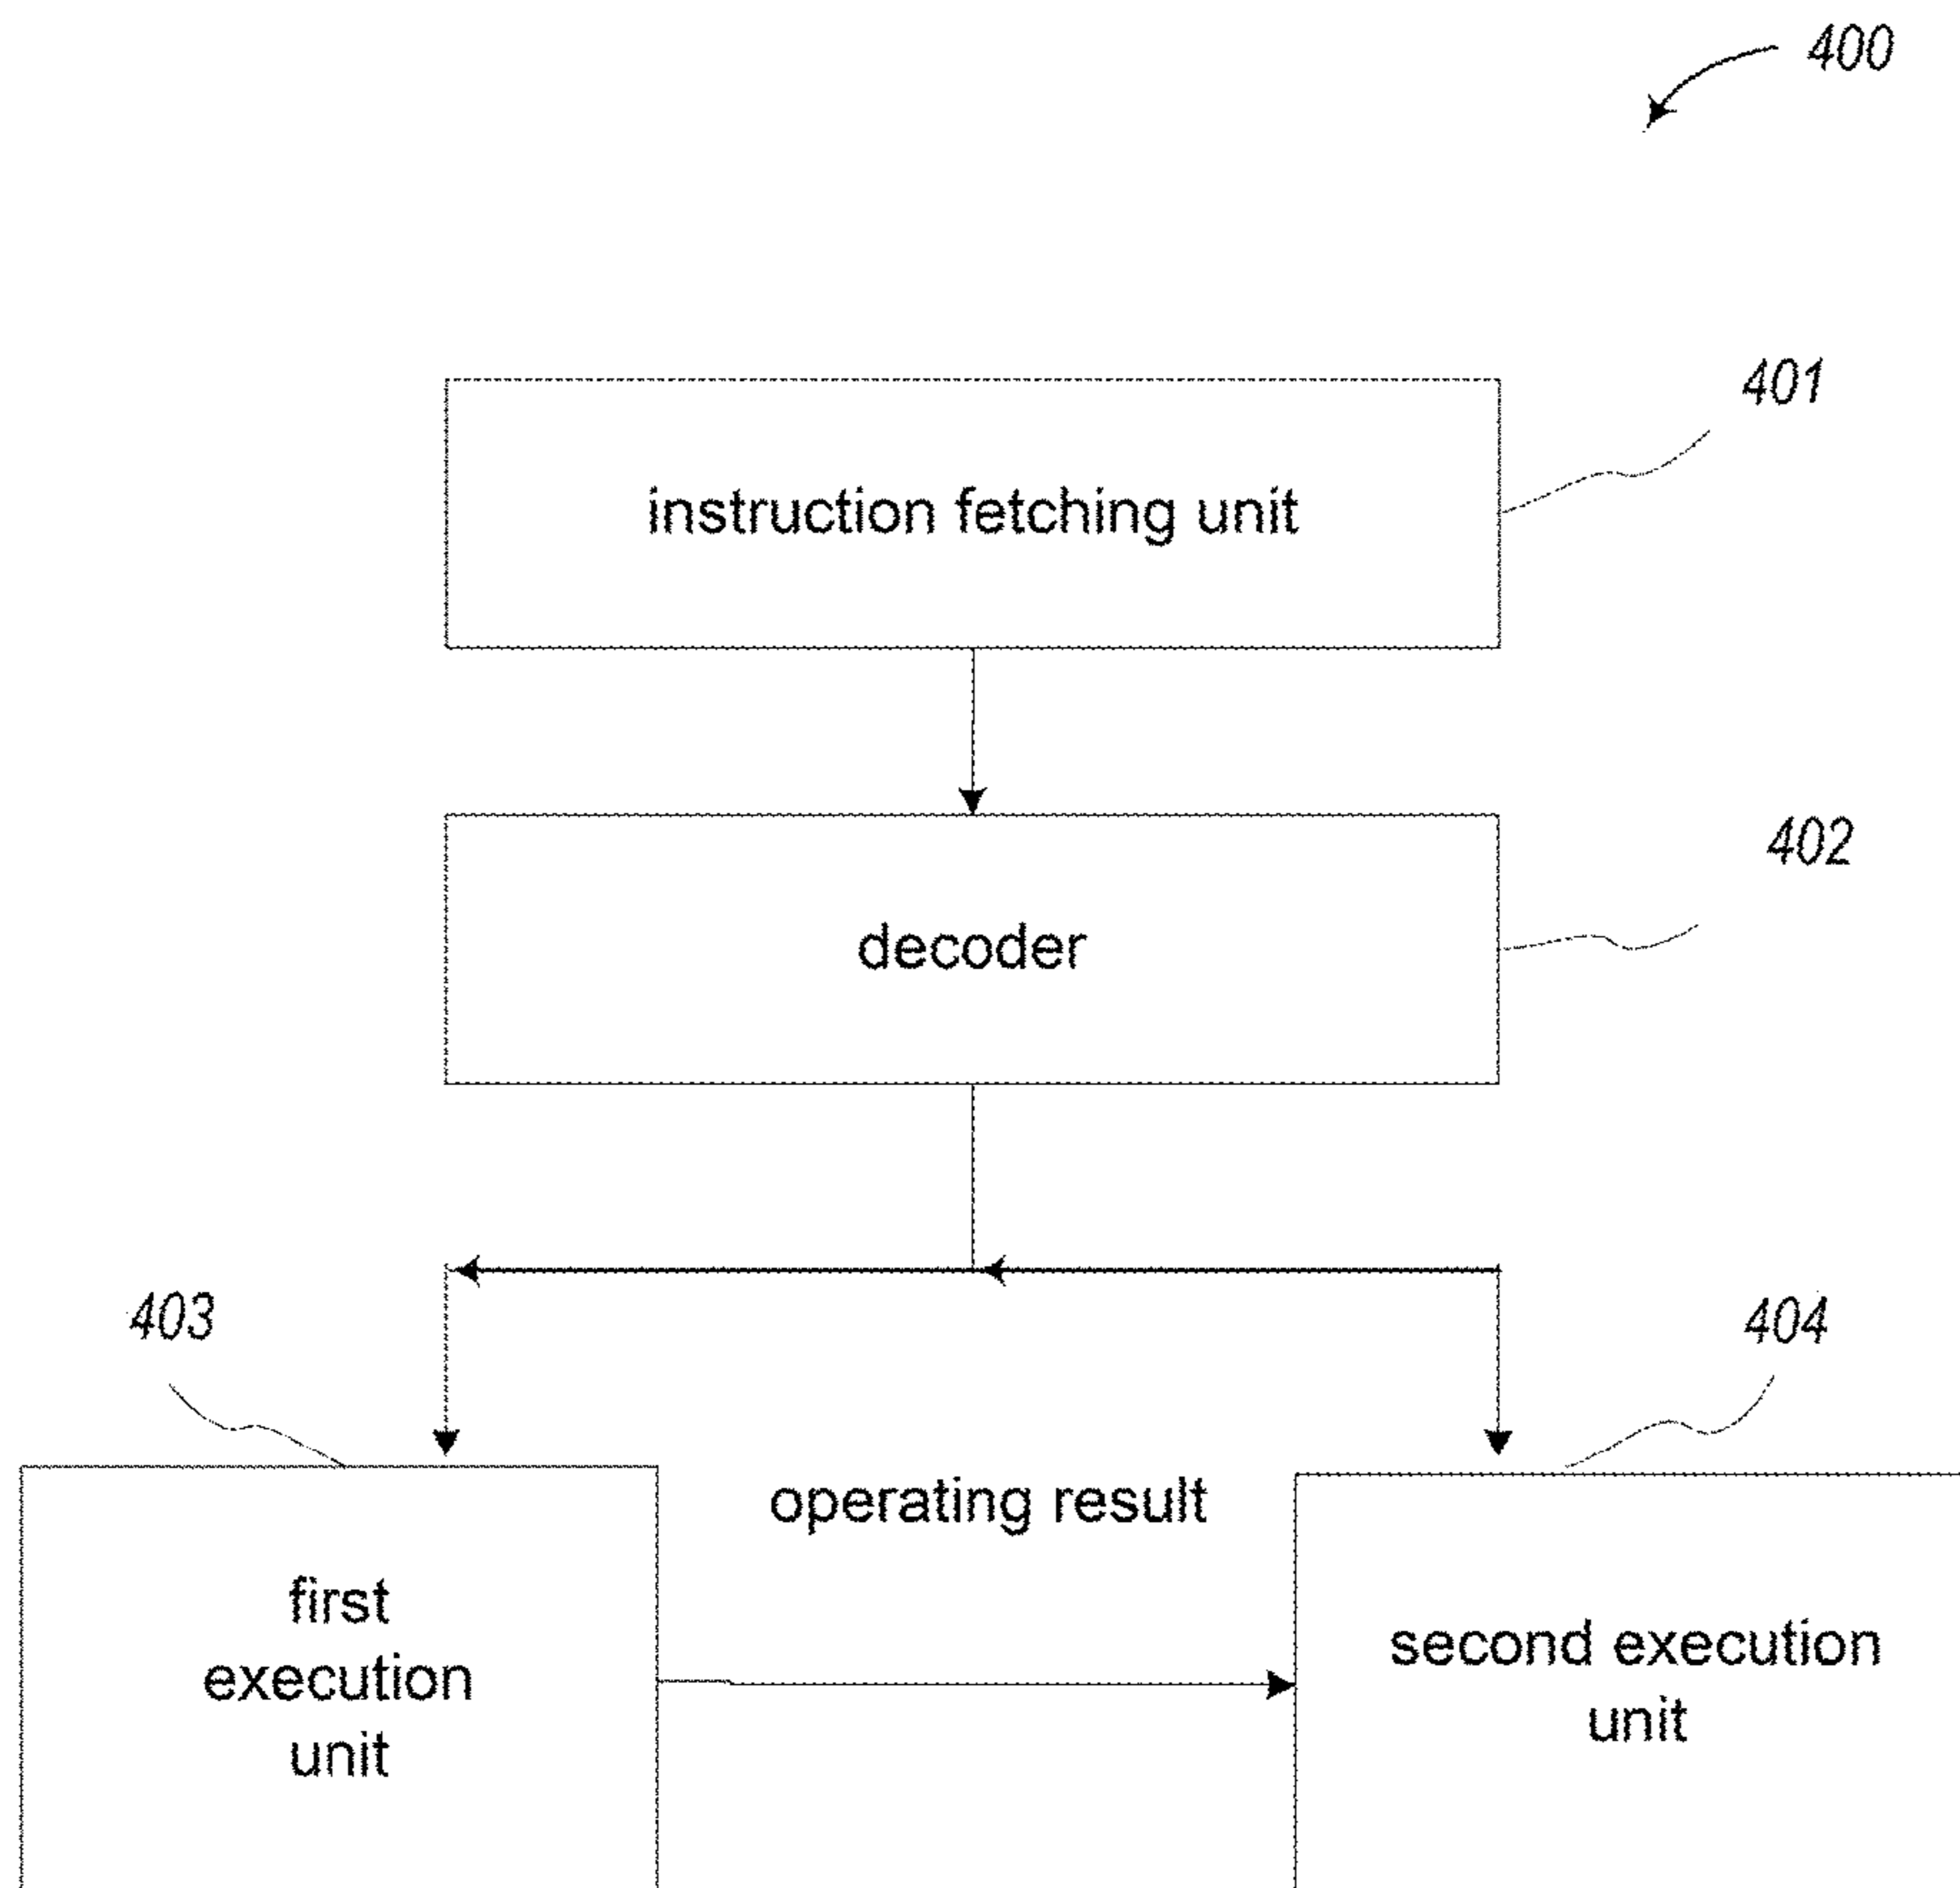 400
401
instruction fetching unit
402
decoder
403
404
operating result
first
execution
unit
second execution
unit